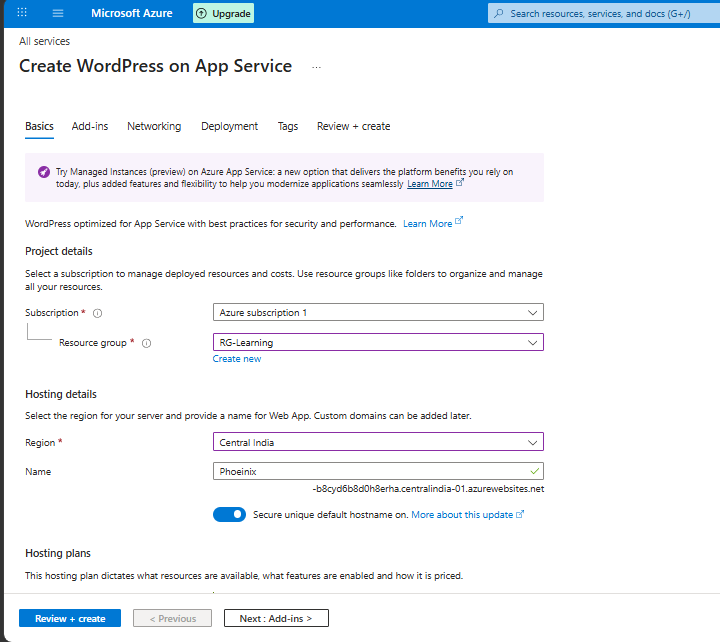 Microsoft Azure
Upgrade
Search resources, services, and docs (G+/)
All services
Create WordPress on App Service ...
Basics Add-ins Networking Deployment Tags Review + create
Try Managed Instances (preview) on Azure App Service: a new option that delivers the platform benefits you rely on
today, plus added features and flexibility to help you modernize applications seamlessly Learn More
WordPress optimized for App Service with best practices for security and performance. Learn More
Project details
Select a subscription to manage deployed resources and costs. Use resource groups like folders to organize and manage
all your resources.
Subscription *
Azure subscription 1
Resource group *
RG-Learning
Create new
Hosting details
Select the region for your server and provide a name for Web App. Custom domains can be added later.
Region *
Central India
Name
Phoeinix
-b8cyd6b8d0h8erha.centralindia-01.azurewebsites.net
Secure unique default hostname on. More about this update
Hosting plans
This hosting plan dictates what resources are available, what features are enabled and how it is priced.
Review + create
< Previous
Next : Add-ins >